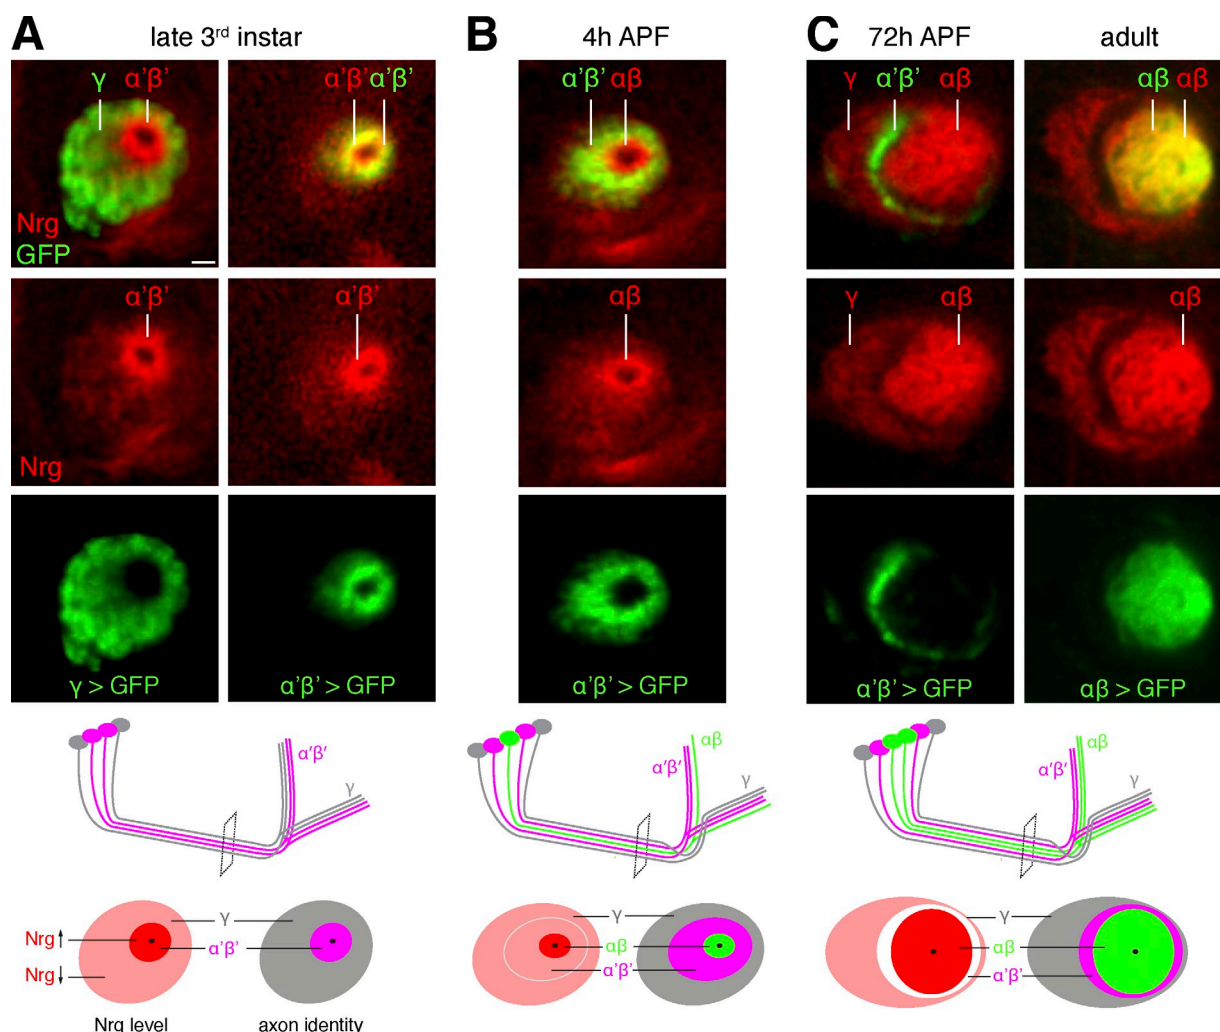 A late 3rd instar
B 4h APF
C 72h APF adult
γ α'β' α'β' α'β' α'β' αβ γ α'β' αβ αβ αβ
Nrg
GFP
α'β' α'β' αβ γ αβ αβ
Nrg
γ > GFP α'β' > GFP α'β' > GFP α'β' > GFP αβ > GFP
α'β' γ
αβ α'β' γ
αβ α'β' γ
Nrg↑ γ
Nrg↓ α'β'
Nrg level axon identity
γ
αβ
α'β'
γ
αβ
α'β'